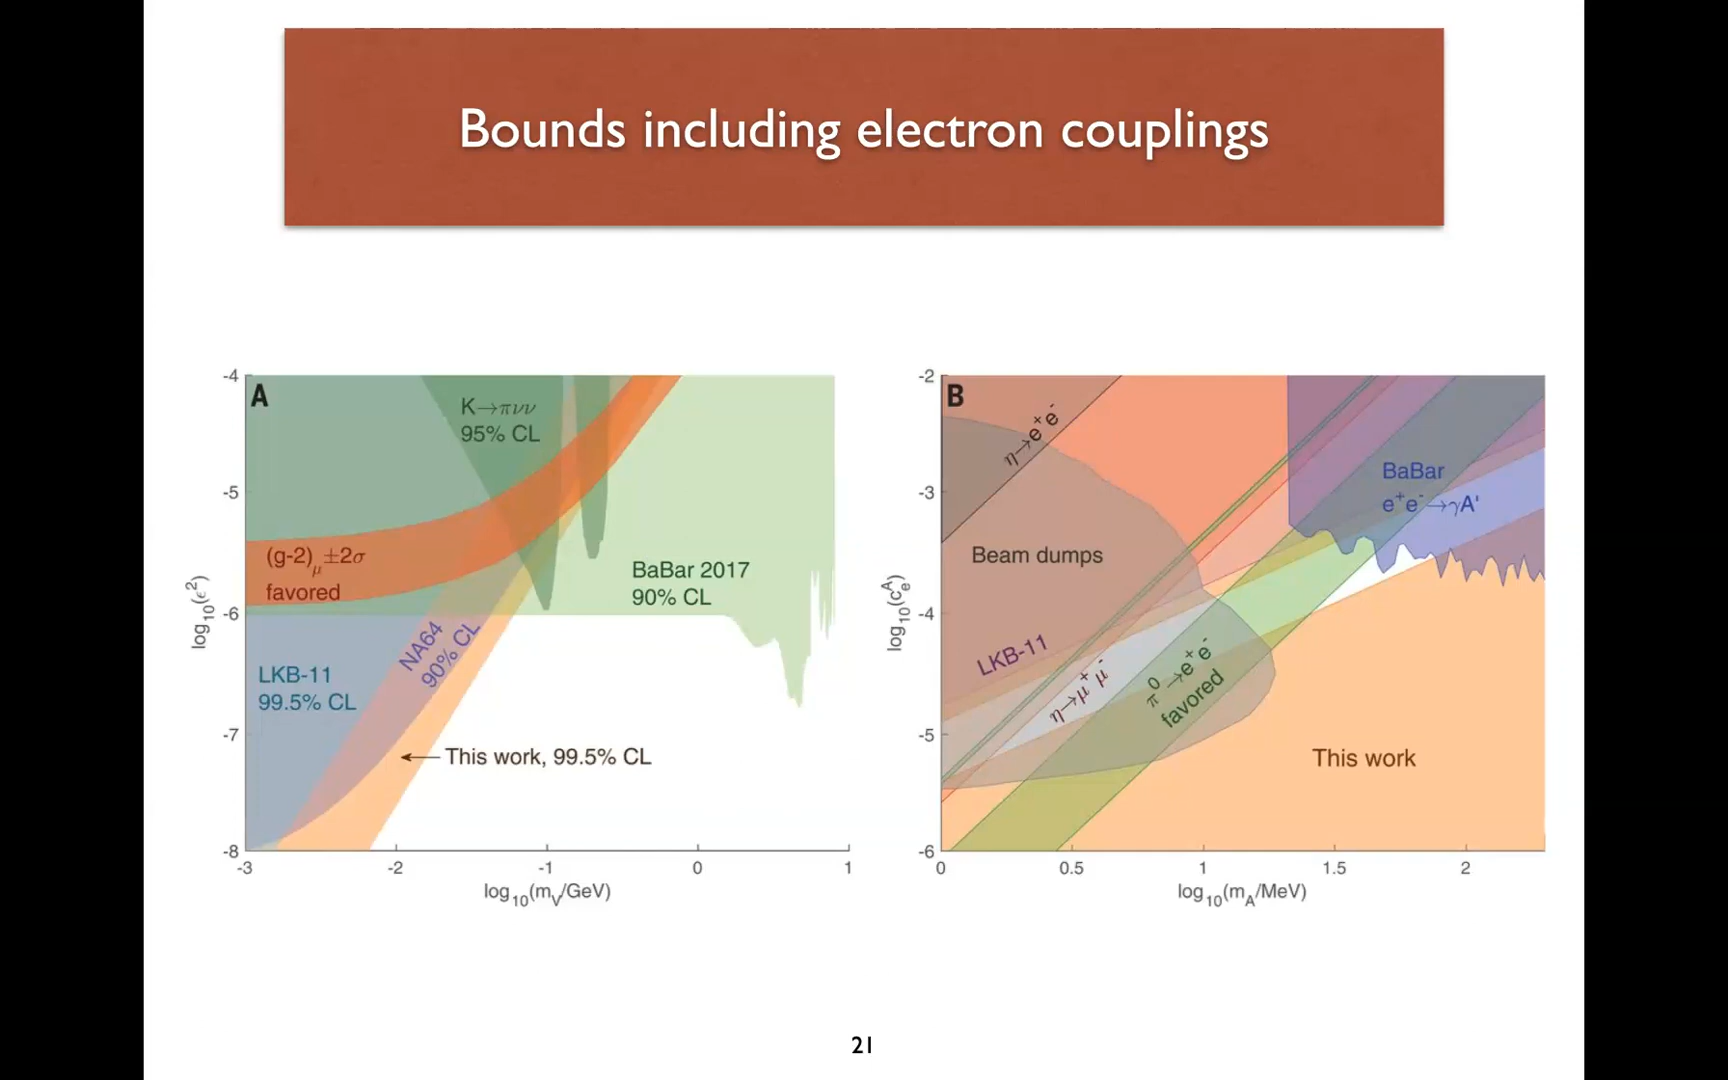 Bounds including electron couplings
A
K→πνν
95% CL
(g-2)μ ±2σ
favored
BaBar 2017
90% CL
NA64
90% CL
LKB-11
99.5% CL
This work, 99.5% CL
log10(ϵ²)
-4
-5
-6
-7
-8
-3
-2
-1
0
1
log10(mV/GeV)
B
η→e⁺e⁻
BaBar
e⁺e⁻→γA'
Beam dumps
LKB-11
η→μ⁺μ⁻
π⁰→e⁺e⁻
favored
This work
log10(ceA)
-2
-3
-4
-5
-6
0
0.5
1
1.5
2
log10(mA/MeV)
21